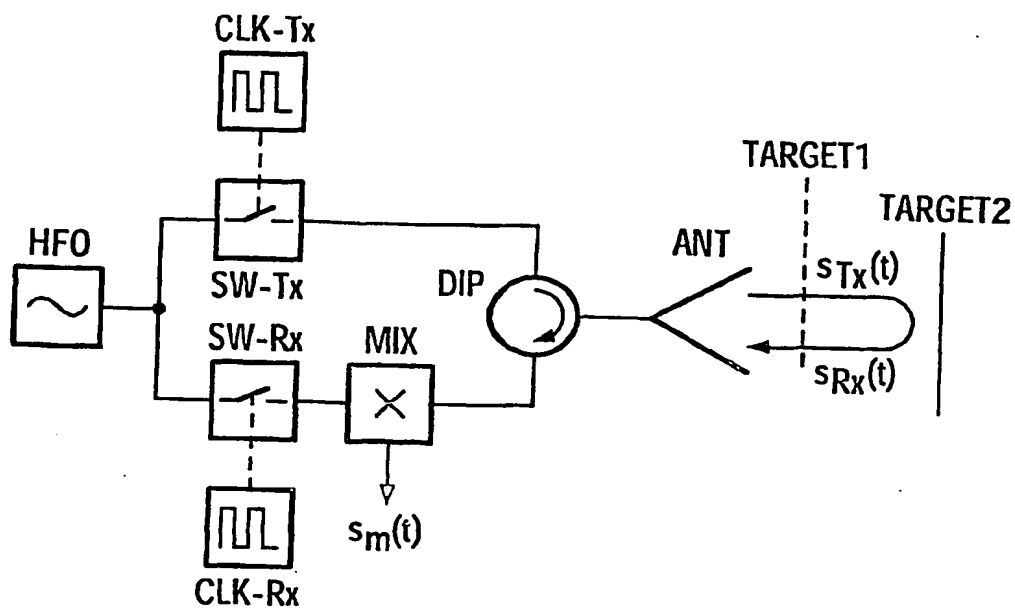 CLK-Tx
TARGET1
TARGET2
HFO
SW-Tx
DIP
ANT
sTx(t)
SW-Rx
MIX
sRx(t)
sm(t)
CLK-Rx